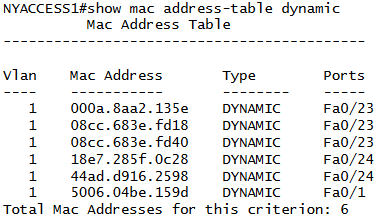 NYACCESS1#show mac address-table dynamic
Mac Address Table
-------------------------------------------
Vlan Mac Address Type Ports
---- ----------- -------- -----
1 000a.8aa2.135e DYNAMIC Fa0/23
1 08cc.683e.fd18 DYNAMIC Fa0/23
1 08cc.683e.fd40 DYNAMIC Fa0/23
1 18e7.285f.0c28 DYNAMIC Fa0/24
1 44ad.d916.2598 DYNAMIC Fa0/24
1 5006.04be.159d DYNAMIC Fa0/1
Total Mac Addresses for this criterion: 6